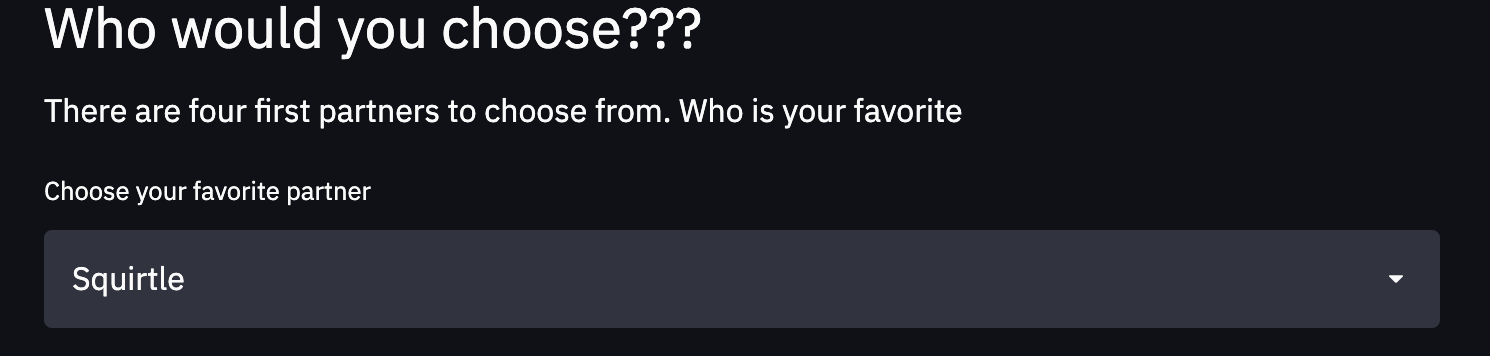 Who would you choose???
There are four first partners to choose from. Who is your favorite
Choose your favorite partner
Squirtle